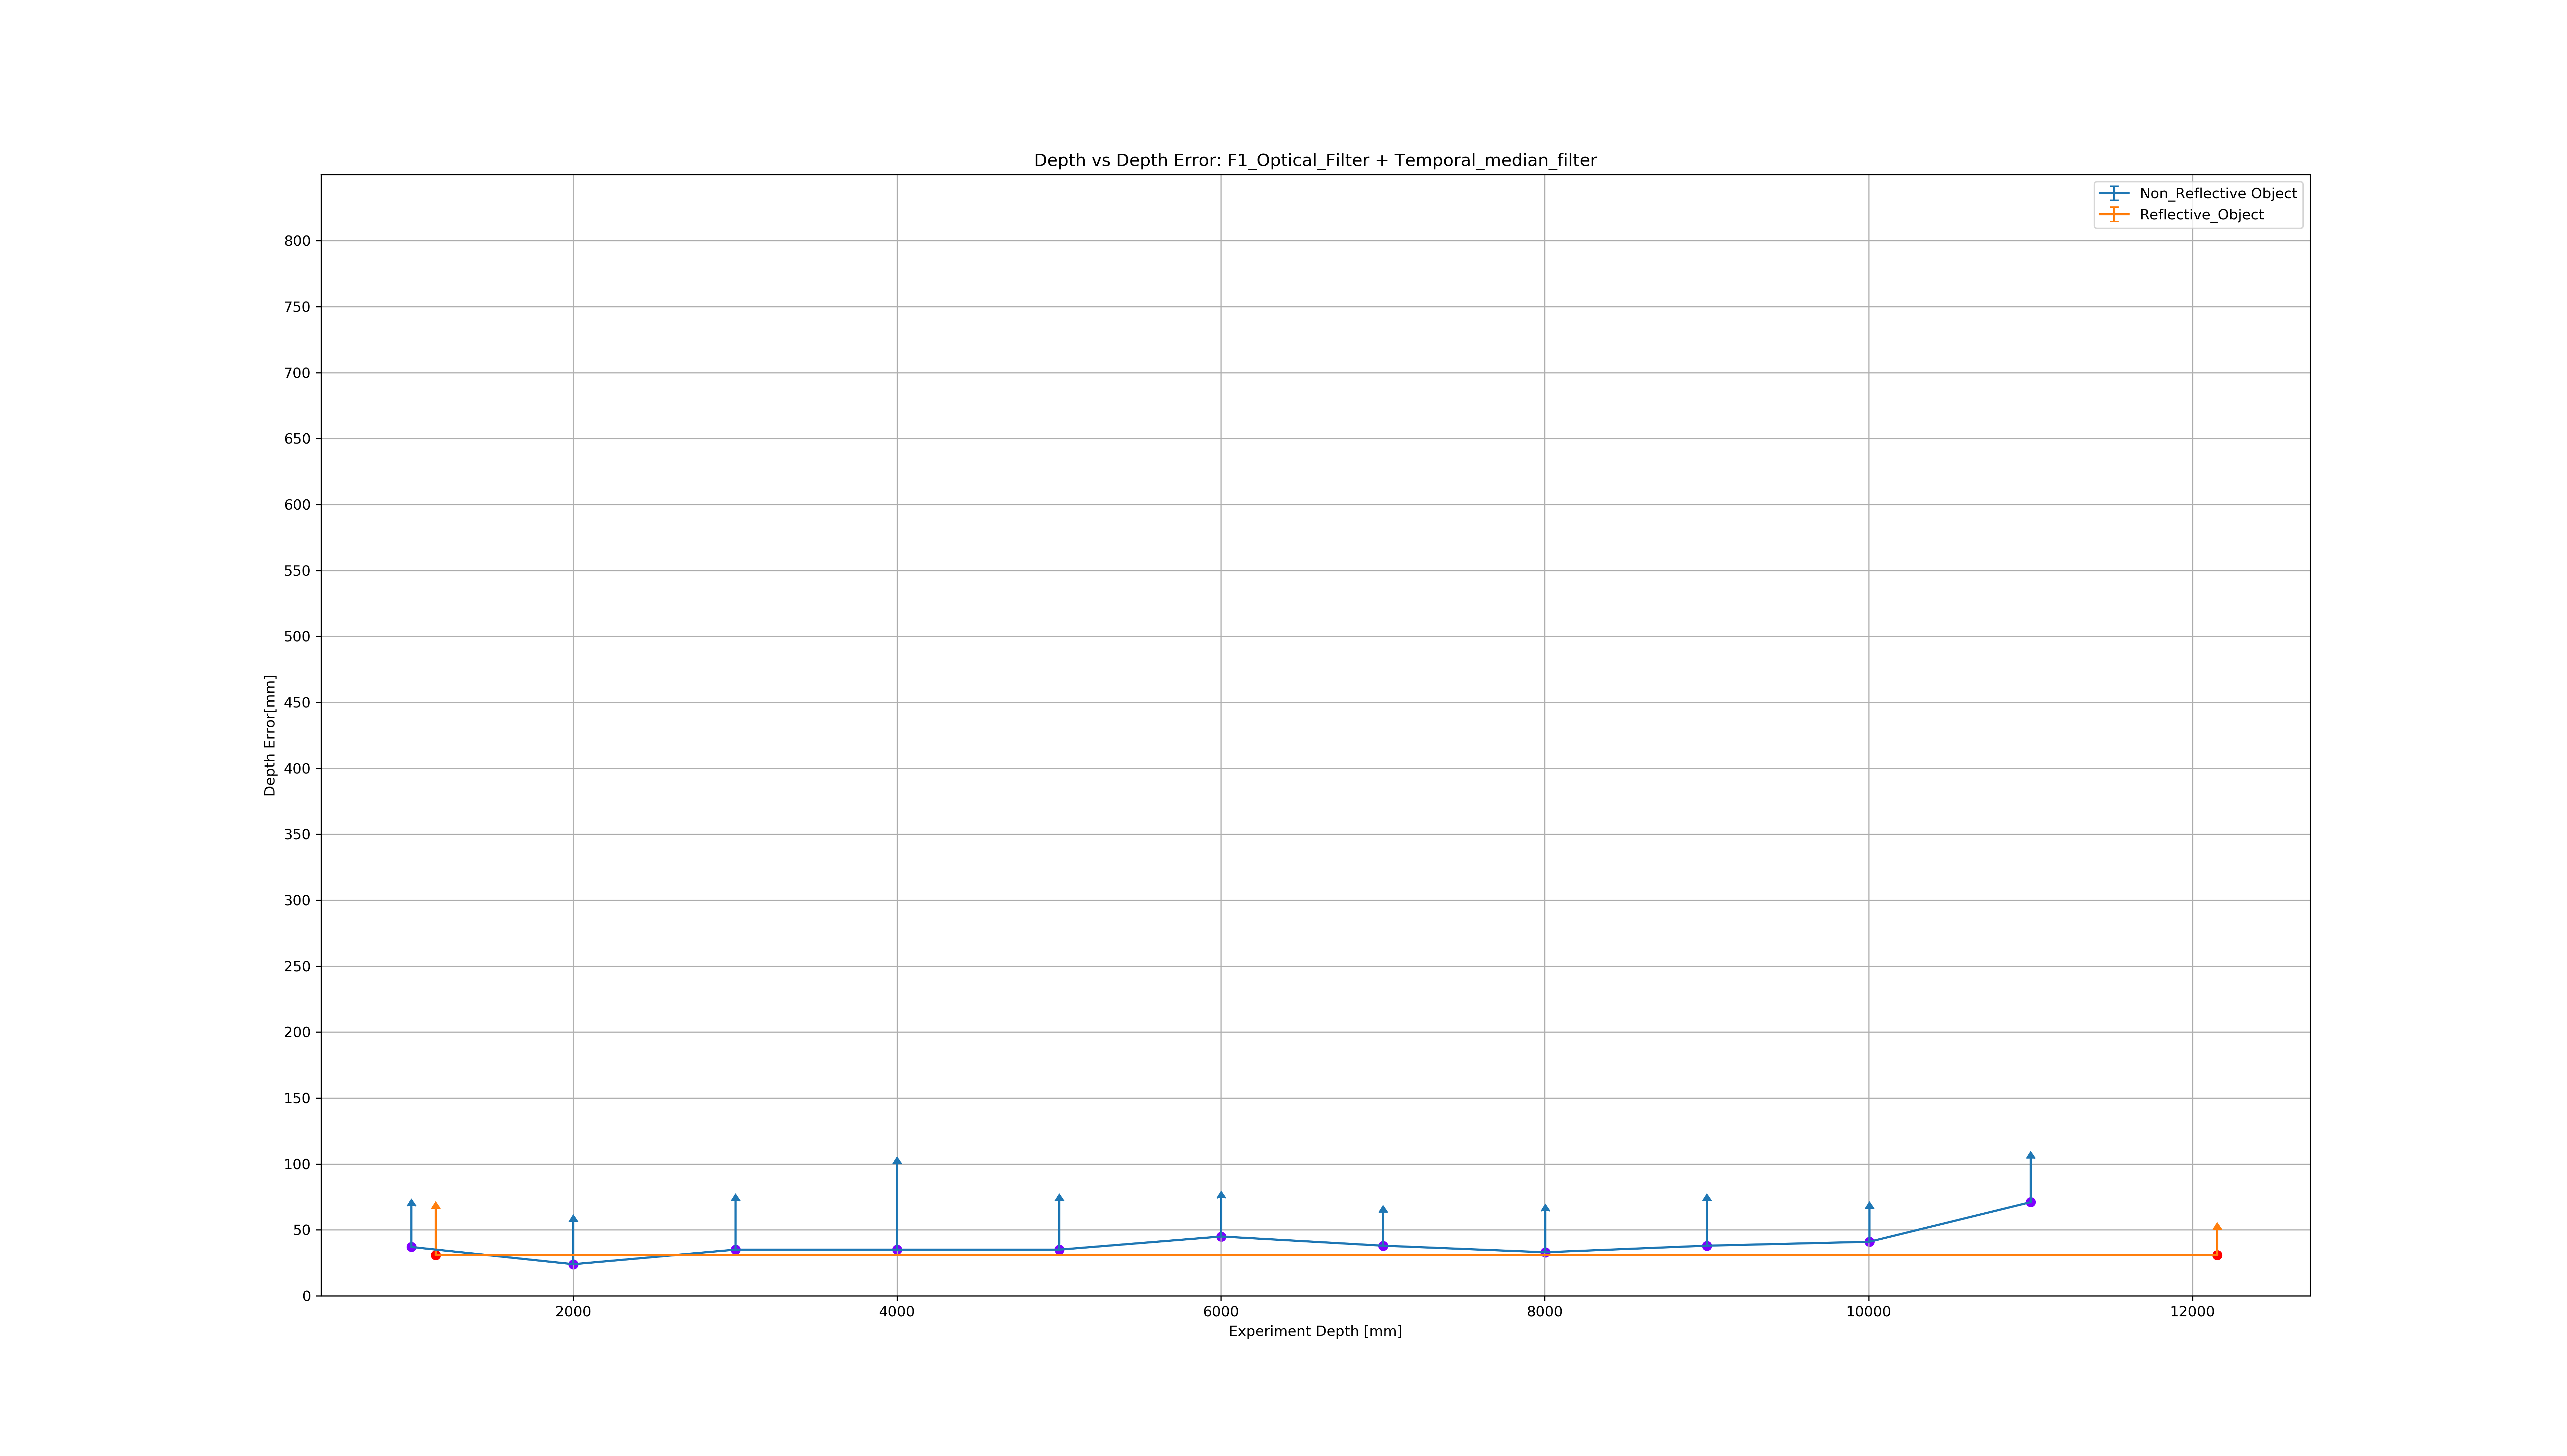 Depth vs Depth Error: F1_Optical_Filter + Temporal_median_filter
Non_Reflective Object
Reflective_Object
800
750
700
650
600
550
500
450
400
350
300
250
200
150
100
50
0
Depth Error[mm]
2000 4000 6000 8000 10000 12000
Experiment Depth [mm]